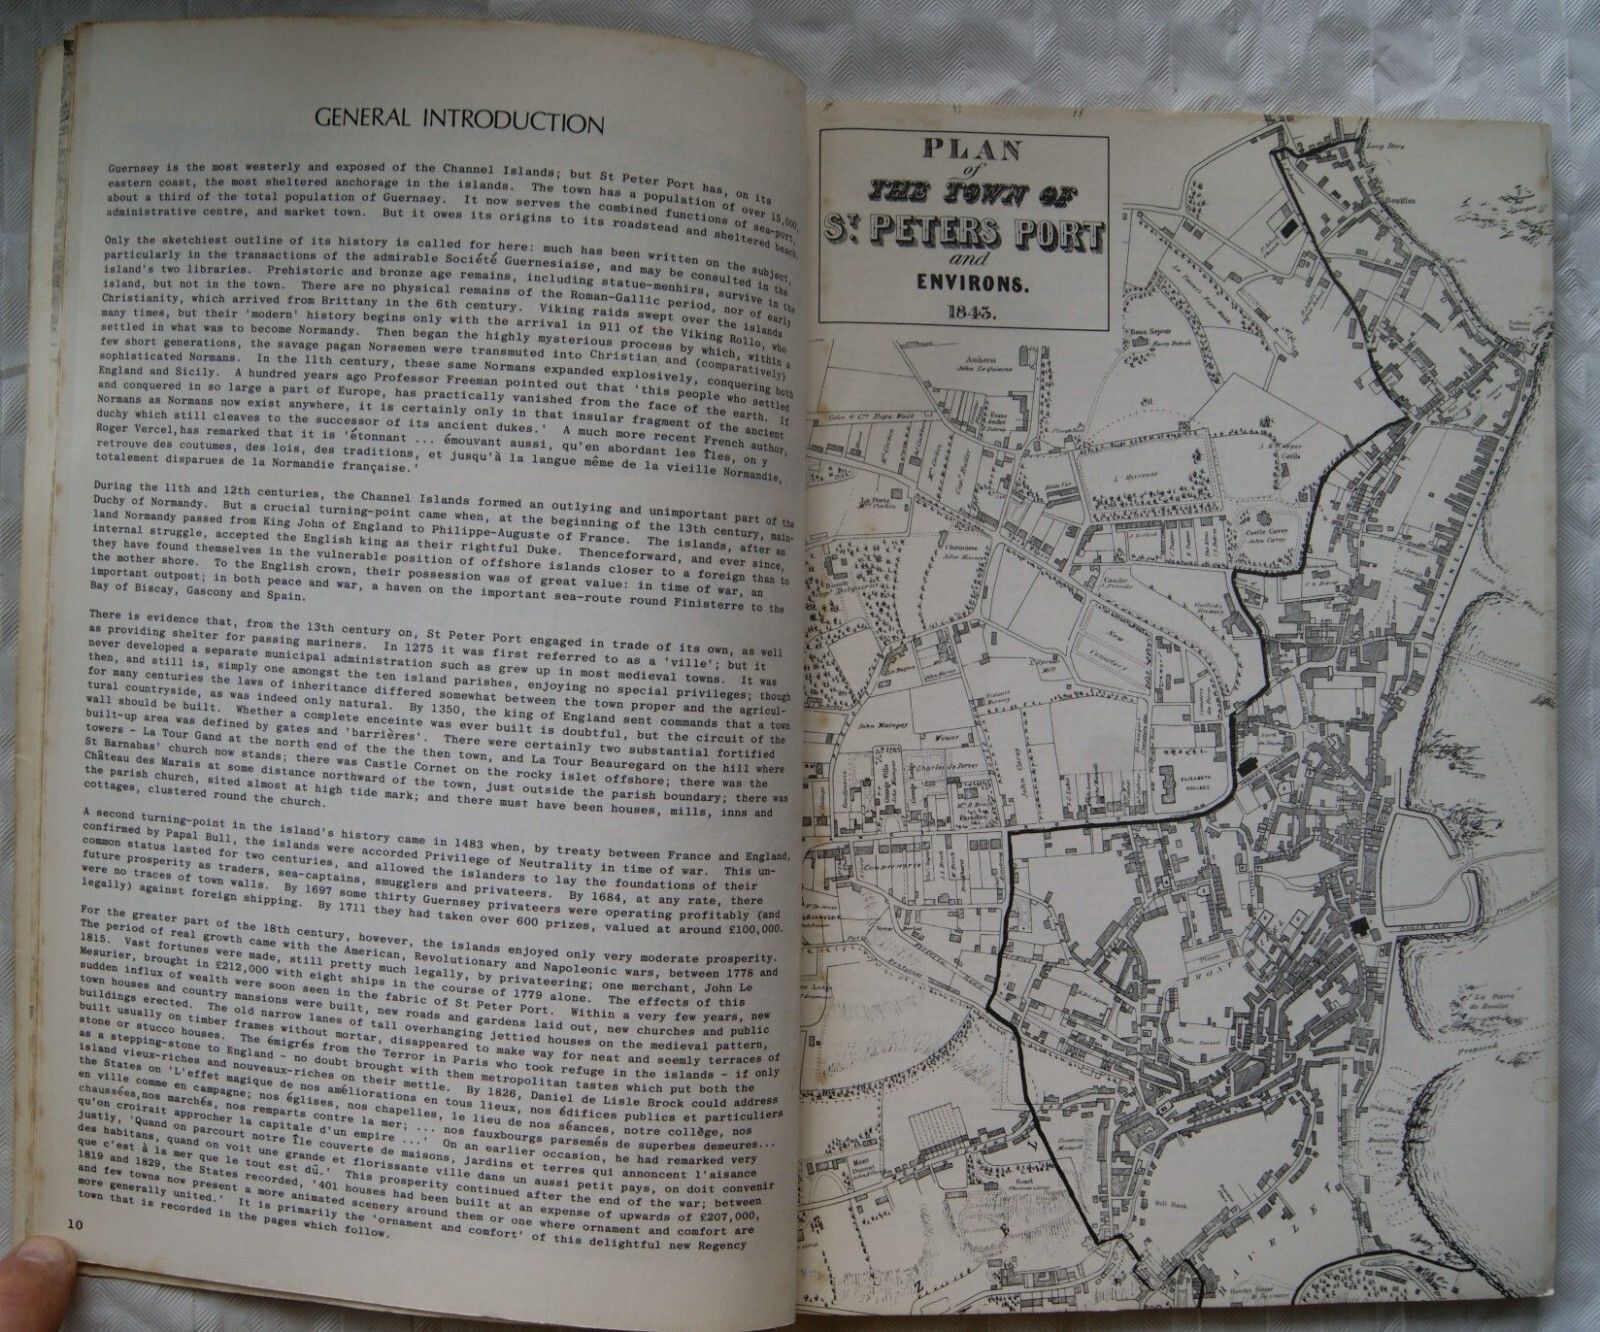 GENERAL INTRODUCTION
Guernsey is the most westerly and exposed of the Channel Islands; but St Peter Port has, on its
eastern coast, the most sheltered anchorage in the islands. The town has a population of over 15,000,
about a third of the total population of Guernsey. It now serves the combined functions of sea-port,
administrative centre, and market town. But it owes its origins to its roadstead and sheltered beach.
Only the sketchiest outline of its history is called for here: much has been written on the subject,
particularly in the transactions of the admirable Société Guernesiaise, and may be consulted in the
island's two libraries. Prehistoric and bronze age remains, including statue-menhirs, survive in the
island, but not in the town. There are no physical remains of the Roman-Gallic period, nor of early
Christianity, which arrived from Brittany in the 6th century. Viking raids swept over the islands
many times, but their 'modern' history begins only with the arrival in 911 of the Viking Rollo, who
settled in what was to become Normandy. Then began the highly mysterious process by which, within a
few short generations, the savage pagan Norsemen were transmuted into Christian and (comparatively)
sophisticated Normans. In the 11th century, these same Normans expanded explosively, conquering both
England and Sicily. A hundred years ago Professor Freeman pointed out that 'this people who settled
and conquered in so large a part of Europe, has practically vanished from the face of the earth. If
Normans as Normans now exist anywhere, it is certainly only in that insular fragment of the ancient
duchy which still cleaves to the successor of its ancient dukes.' A much more recent French author,
Roger Vercel,has remarked that it is 'étonnant ... émouvant aussi, qu'en abordant les Îles, on y
retrouve des coutumes, des lois, des traditions, et jusqu'à la langue même de la vieille Normandie,
totalement disparues de la Normandie française.'
During the 11th and 12th centuries, the Channel Islands formed an outlying and unimportant part of the
Duchy of Normandy. But a crucial turning-point came when, at the beginning of the 13th century, main-
land Normandy passed from King John of England to Philippe-Auguste of France. The islands, after an
internal struggle, accepted the English king as their rightful Duke. Thenceforward, and ever since,
they have found themselves in the vulnerable position of offshore islands closer to a foreign than to
the mother shore. To the English crown, their possession was of great value: in time of war, an
important outpost; in both peace and war, a haven on the important sea-route round Finisterre to the
Bay of Biscay, Gascony and Spain.
There is evidence that, from the 13th century on, St Peter Port engaged in trade of its own, as well
as providing shelter for passing mariners. In 1275 it was first referred to as a 'ville'; but it
never developed a separate municipal administration such as grew up in most medieval towns. It was
then, and still is, simply one amongst the ten island parishes, enjoying no special privileges; though
for many centuries the laws of inheritance differed somewhat between the town proper and the agricul-
tural countryside, as was indeed only natural. By 1350, the king of England sent commands that a town
wall should be built. Whether a complete enceinte was ever built is doubtful, but the circuit of the
built-up area was defined by gates and 'barrières'. There were certainly two substantial fortified
towers - La Tour Gand at the north end of the then town, and La Tour Beauregard on the hill where
St Barnabas' church now stands; there was Castle Cornet on the rocky islet offshore; there was the
Château des Marais at some distance northward of the town, just outside the parish boundary; there was
the parish church, sited almost at high tide mark; and there must have been houses, mills, inns and
cottages, clustered round the church.
A second turning-point in the island's history came in 1483 when, by treaty between France and England,
confirmed by Papal Bull, the islands were accorded Privilege of Neutrality in time of war. This un-
common status lasted for two centuries, and allowed the islanders to lay the foundations of their
future prosperity as traders, sea-captains, smugglers and privateers. By 1684, at any rate, there
were no traces of town walls. By 1697 some thirty Guernsey privateers were operating profitably (and
legally) against foreign shipping. By 1711 they had taken over 600 prizes, valued at around £100,000.
For the greater part of the 18th century, however, the islands enjoyed only very moderate prosperity.
The period of real growth came with the American, Revolutionary and Napoleonic wars, between 1778 and
1815. Vast fortunes were made, still pretty much legally, by privateering; one merchant, John Le
Mesurier, brought in £212,000 with eight ships in the course of 1779 alone. The effects of this
sudden influx of wealth were soon seen in the fabric of St Peter Port. Within a very few years, new
town houses and country mansions were built, new roads and gardens laid out, new churches and public
buildings erected. The old narrow lanes of tall overhanging jettied houses on the medieval pattern,
built usually on timber frames without mortar, disappeared to make way for neat and seemly terraces of
stone or stucco houses. The émigrés from the Terror in Paris who took refuge in the islands - if only
as a stepping-stone to England - no doubt brought with them metropolitan tastes which put both the
island vieux-riches and nouveaux-riches on their mettle. By 1826, Daniel de Lisle Brock could address
the States on 'L'effet magique de nos améliorations en tous lieux, nos édifices publics et particuliers
en ville comme en campagne; nos églises, nos chapelles, le lieu de nos séances, notre collège, nos
chaussées,nos marchés, nos remparts contre la mer; ... nos fauxbourgs parsemés de superbes demeures...
qu'on croirait approcher la capitale d'un empire ...' On an earlier occasion, he had remarked very
justly, 'Quand on parcourt notre Île couverte de maisons, jardins et terres qui annoncent l'aisance
des habitans, quand on voit une grande et florissante ville dans un aussi petit pays, on doit convenir
que c'est à la mer que le tout est dû.' This prosperity continued after the end of the war; between
1819 and 1829, the States recorded, '401 houses had been built at an expense of upwards of £207,000,
and few towns now present a more animated scenery around them or one where ornament and comfort are
more generally united.' It is primarily the 'ornament and comfort' of this delightful new Regency
town that is recorded in the pages which follow.
10
PLAN
of
THE TOWN OF
ST. PETERS PORT
and
ENVIRONS.
1843.
Long Store
Beau Sejour
Harry Dobrée
Amherst
Castle Carey
John Carey
New
Cemetery
John Maingay
Charles de Jersey
John Carey
ELIZABETH
COLLEGE
GLATNEY ESPLANADE
South Pier
Proposed
La Pierre
Mont
Road